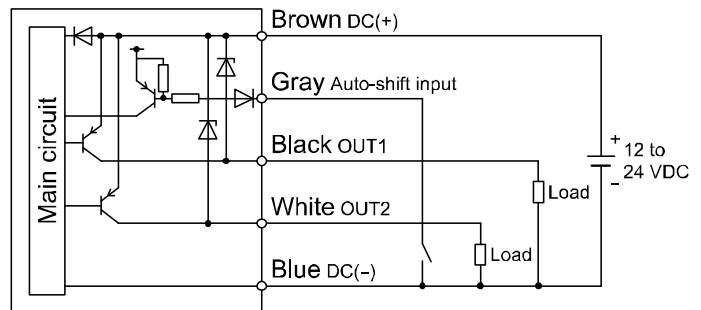 Main circuit
Brown DC(+)
Gray Auto-shift input
Black OUT1
White OUT2
Blue DC(−)
Load
Load
+
12 to
24 VDC
−